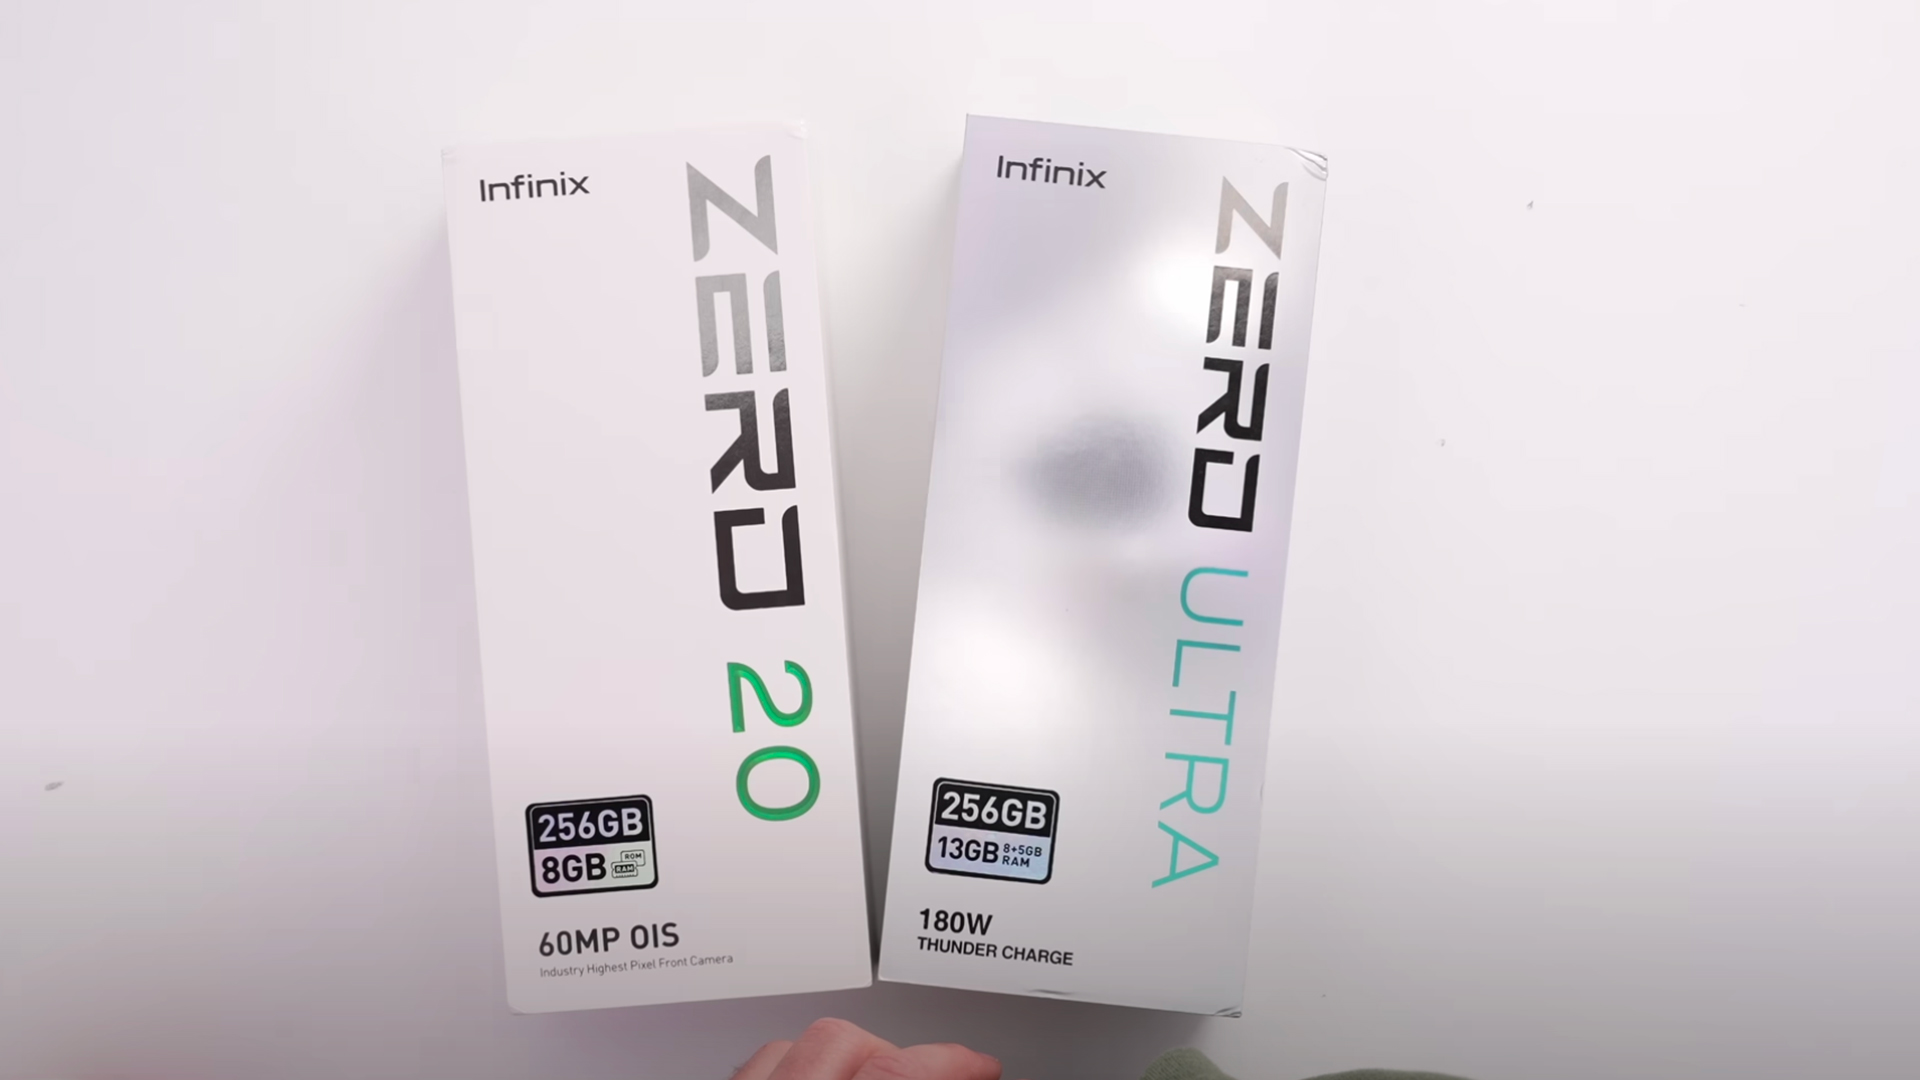 Infinix
ZERO 20
256GB
8GB ROM RAM
60MP OIS
Industry Highest Pixel Front Camera
Infinix
ZERO ULTRA
256GB
13GB 8+5GB RAM
180W
THUNDER CHARGE